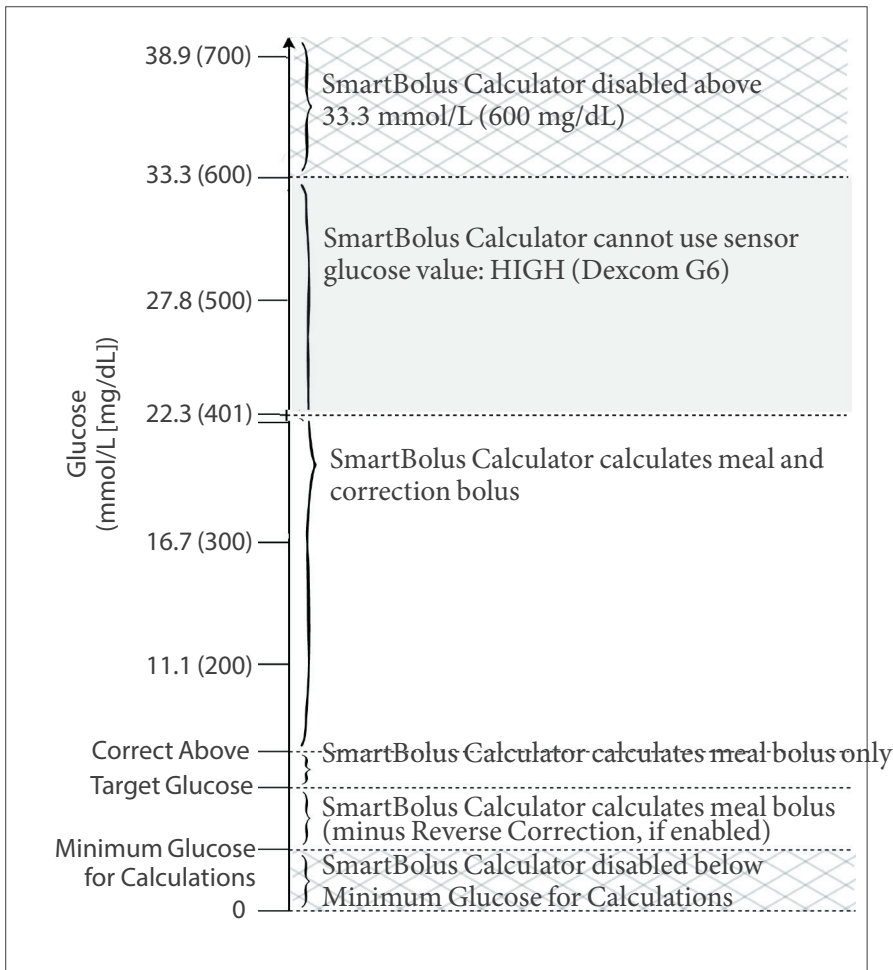 38.9 (700)
SmartBolus Calculator disabled above
33.3 mmol/L (600 mg/dL)
33.3 (600)
SmartBolus Calculator cannot use sensor
glucose value: HIGH (Dexcom G6)
27.8 (500)
Glucose
(mmol/L [mg/dL])
22.3 (401)
SmartBolus Calculator calculates meal and
correction bolus
16.7 (300)
11.1 (200)
Correct Above
SmartBolus Calculator calculates meal bolus only
Target Glucose
SmartBolus Calculator calculates meal bolus
(minus Reverse Correction, if enabled)
Minimum Glucose
for Calculations
SmartBolus Calculator disabled below
Minimum Glucose for Calculations
0